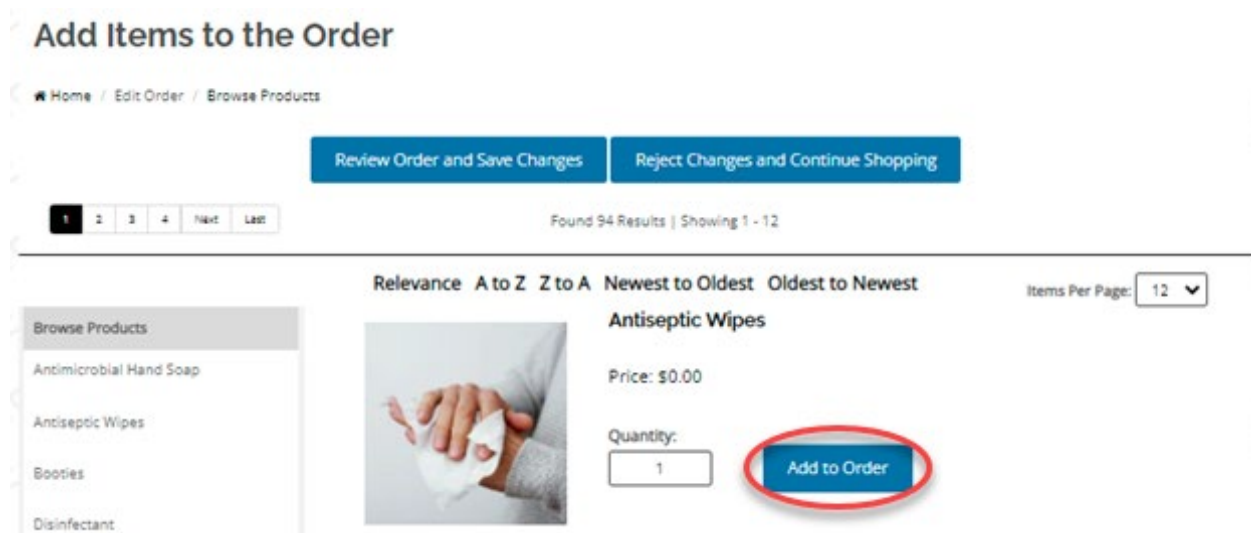 Add Items to the Order
Home / Edit Order / Browse Products
Review Order and Save Changes Reject Changes and Continue Shopping
1 2 3 4 Next Last Found 94 Results | Showing 1 - 12
Relevance A to Z Z to A Newest to Oldest Oldest to Newest Items Per Page: 12
Browse Products
Antimicrobial Hand Soap
Antiseptic Wipes
Booties
Disinfectant
Antiseptic Wipes
Price: $0.00
Quantity:
1 Add to Order